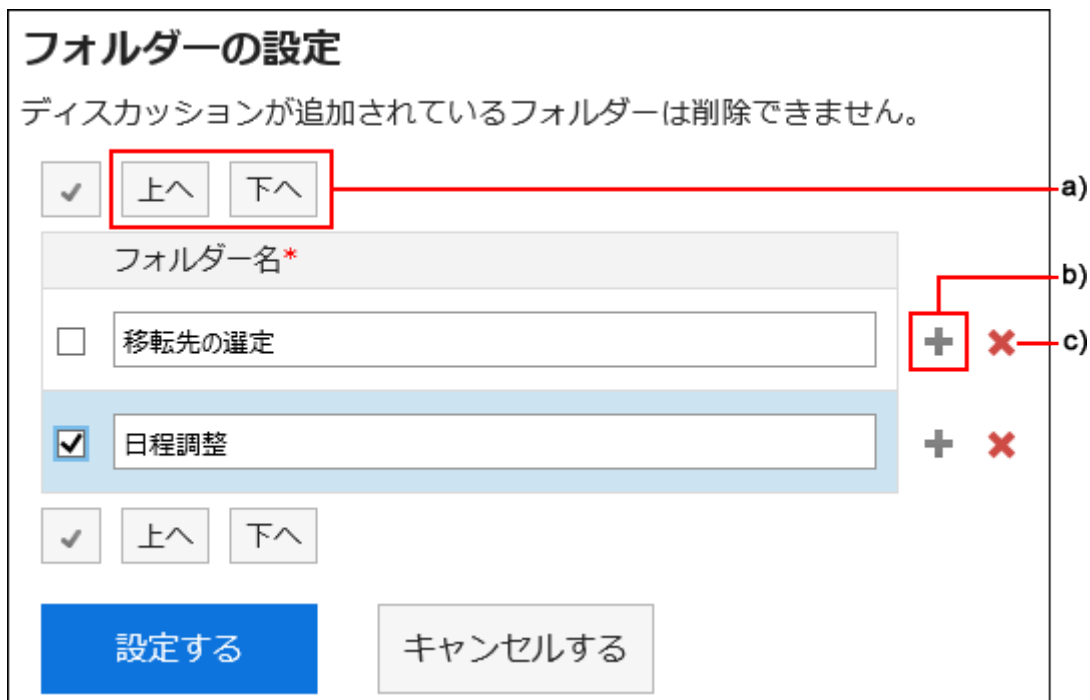 フォルダーの設定
ディスカッションが追加されているフォルダーは削除できません。
上へ 下へ a)
フォルダー名*
b)
移転先の選定 c)
日程調整
上へ 下へ
設定する キャンセルする